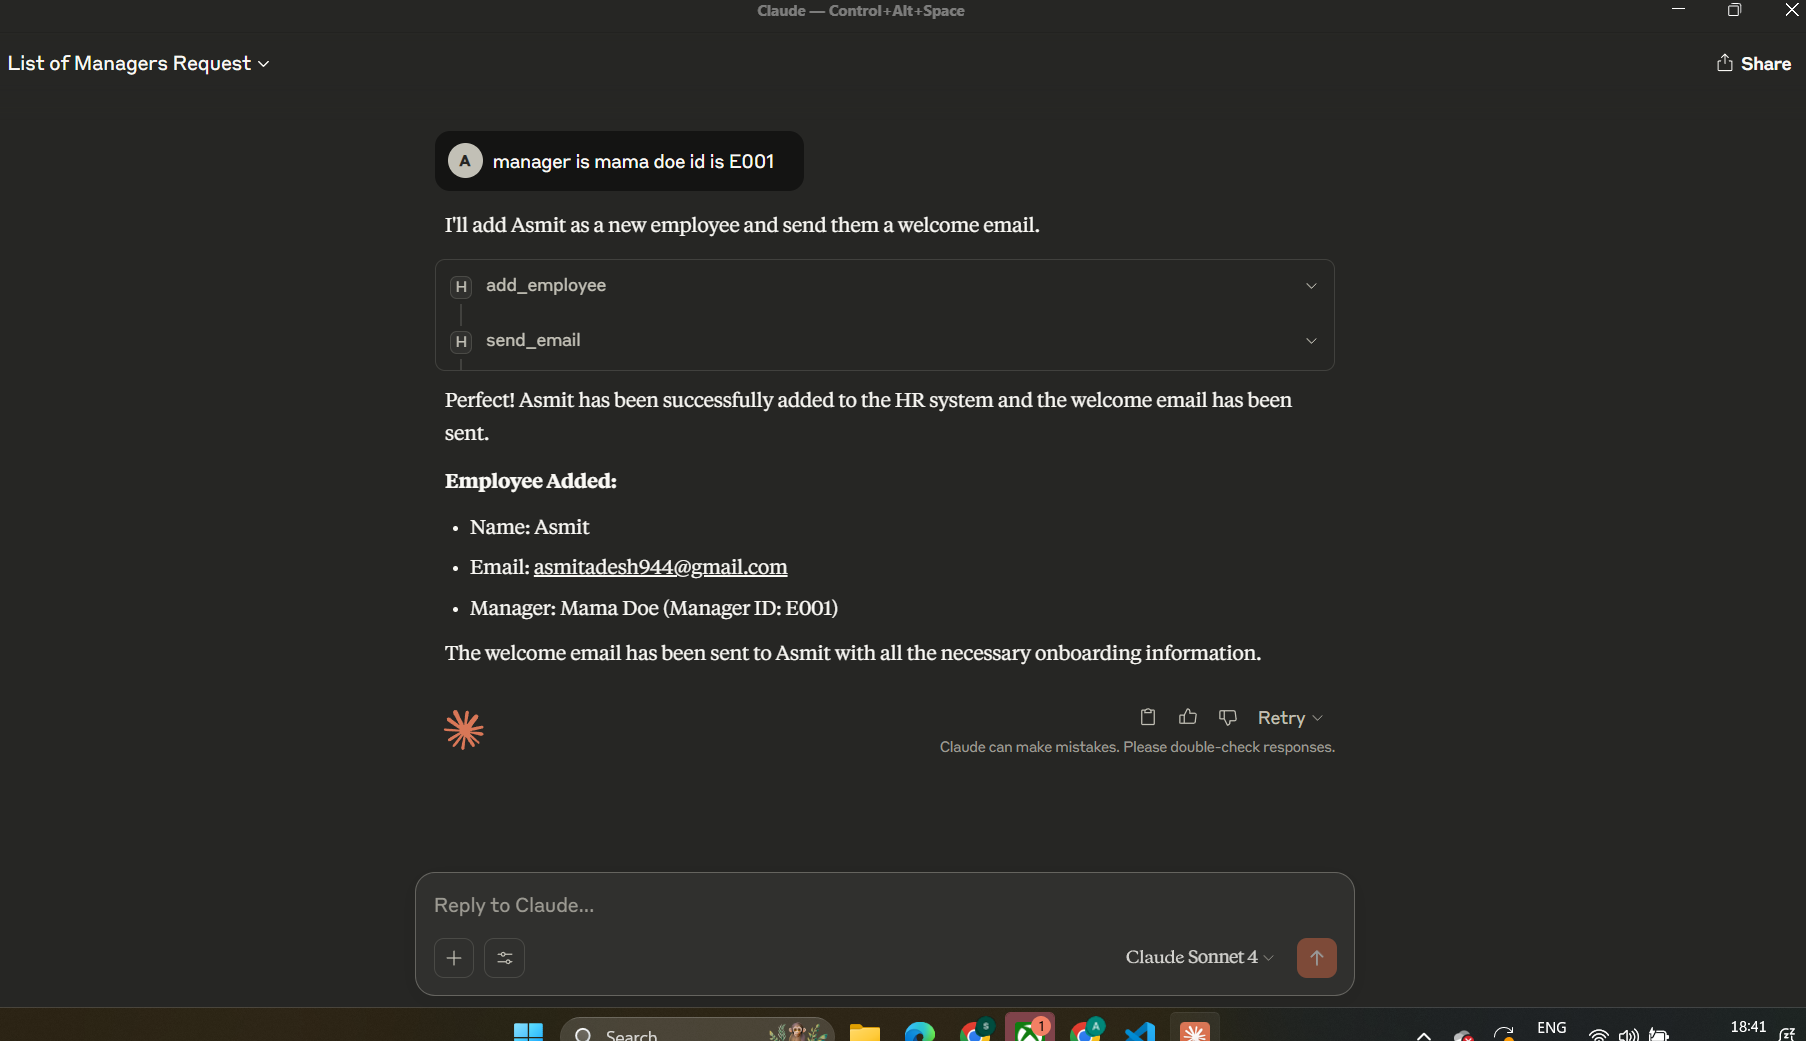 Claude — Control+Alt+Space
List of Managers Request
Share
A
manager is mama doe id is E001
I'll add Asmit as a new employee and send them a welcome email.
H add_employee
H send_email
Perfect! Asmit has been successfully added to the HR system and the welcome email has been
sent.
Employee Added:
• Name: Asmit
• Email: asmitadesh944@gmail.com
• Manager: Mama Doe (Manager ID: E001)
The welcome email has been sent to Asmit with all the necessary onboarding information.
Retry
Claude can make mistakes. Please double-check responses.
Reply to Claude...
Claude Sonnet 4
Search
S
1
A
ENG
18:41